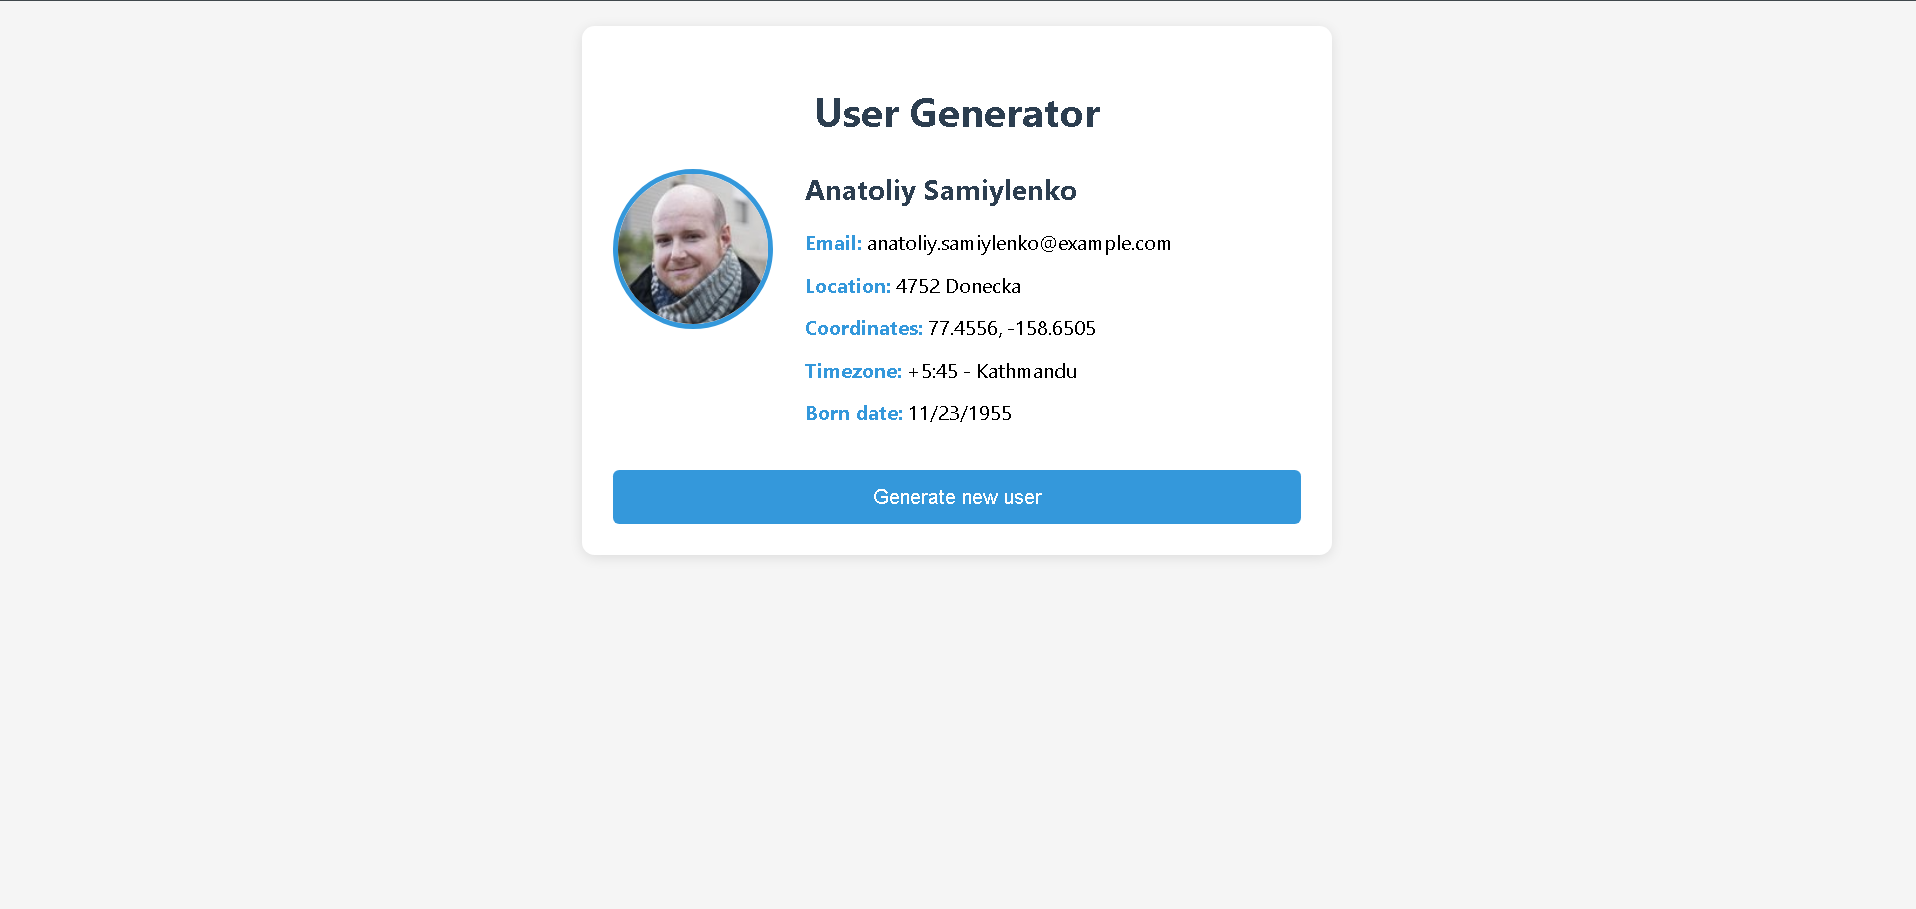 User Generator
Anatoliy Samiylenko
Email: anatoliy.samiylenko@example.com
Location: 4752 Donecka
Coordinates: 77.4556, -158.6505
Timezone: +5:45 - Kathmandu
Born date: 11/23/1955
Generate new user